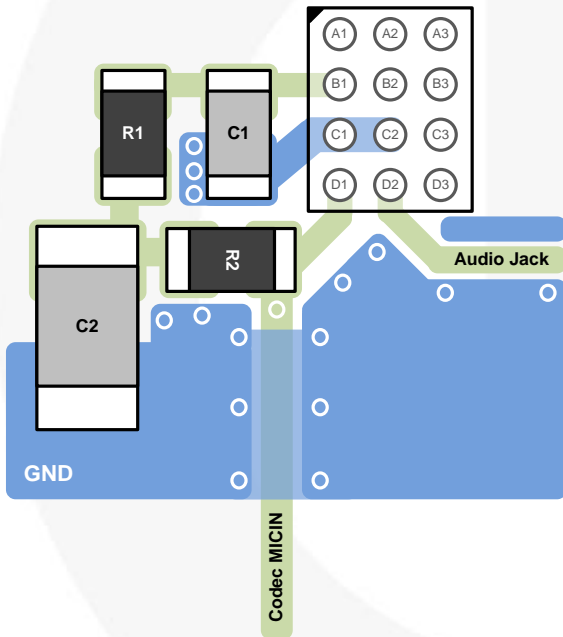 A1 A2 A3
B1 B2 B3
R1
C1
C1 C2 C3
D1 D2 D3
R2
Audio Jack
C2
GND
Codec MICIN